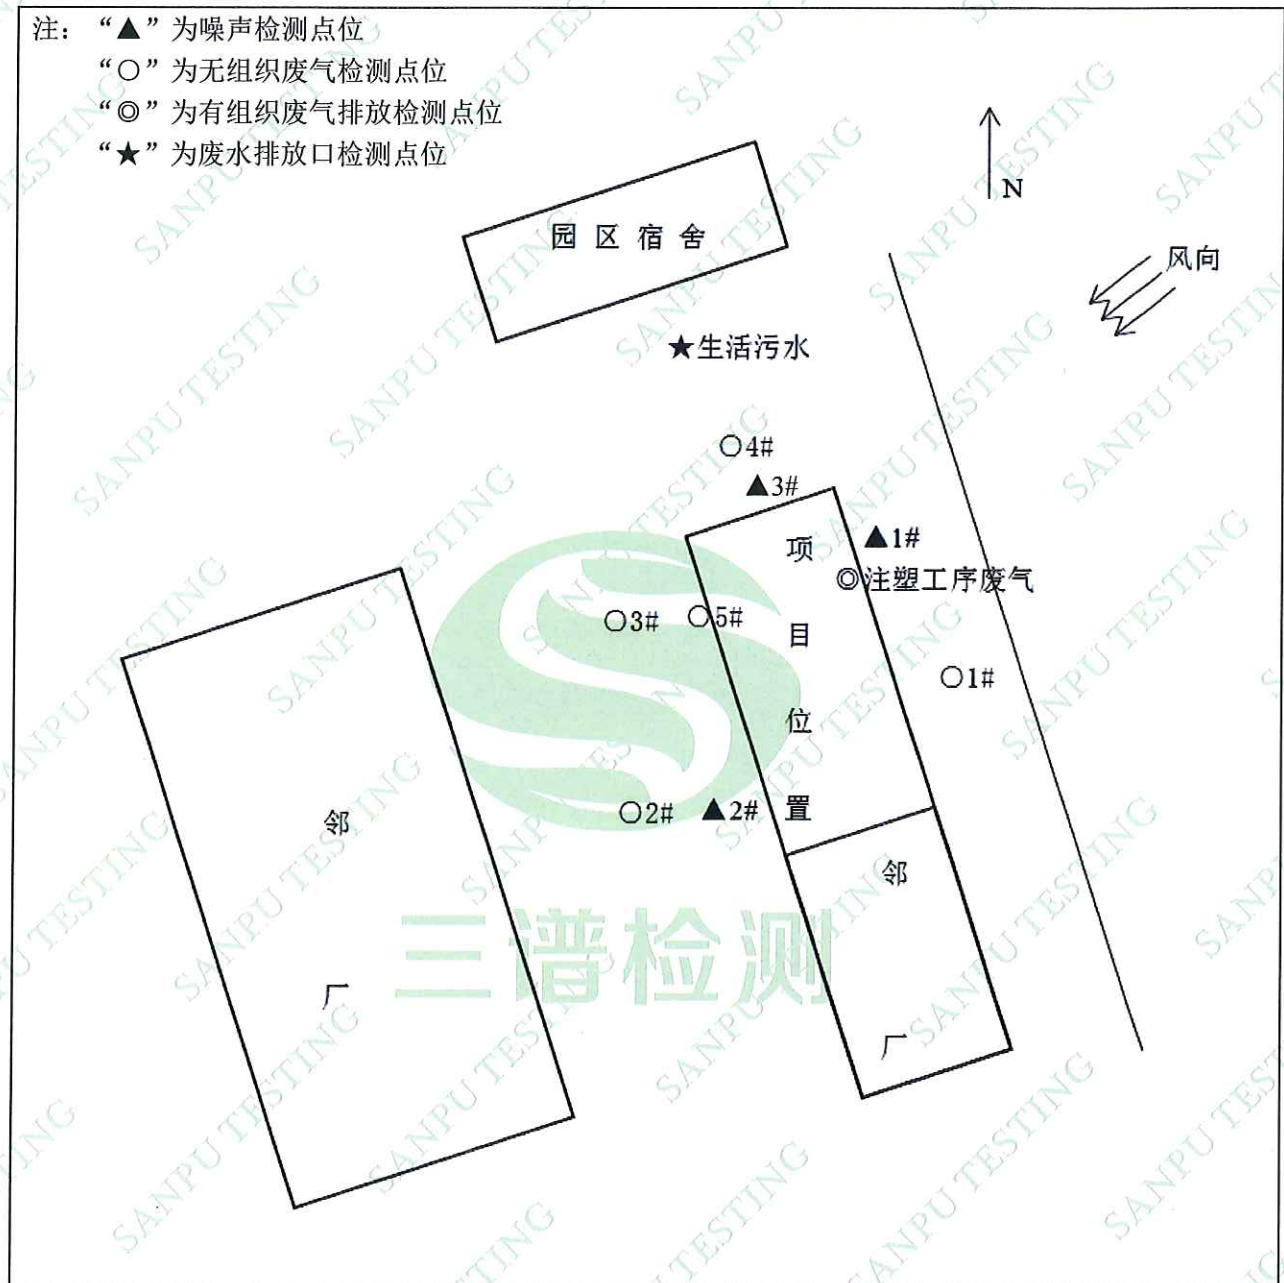 注：“▲”为噪声检测点位
“○”为无组织废气检测点位
“◎”为有组织废气排放检测点位
“★”为废水排放口检测点位
N
园区宿舍
风向
★生活污水
○4#
▲3#
▲1#
◎注塑工序废气
○3#
○5#
○1#
○2#
▲2#
项目位置
邻厂
邻厂
三谱检测
SANPU TESTING